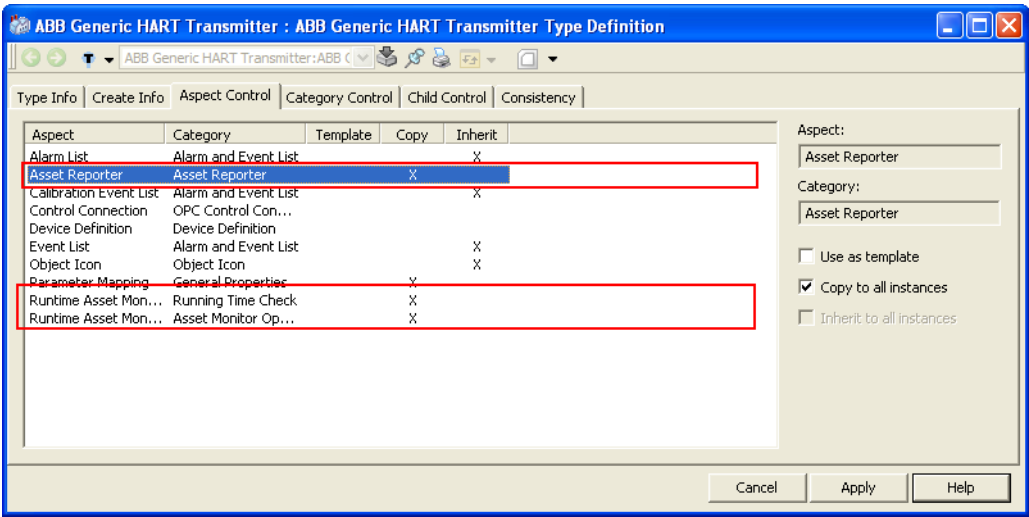 ABB Generic HART Transmitter : ABB Generic HART Transmitter Type Definition
ABB Generic HART Transmitter:ABB (
Type Info Create Info Aspect Control Category Control Child Control Consistency
Aspect Category Template Copy Inherit
Alarm List Alarm and Event List X
Asset Reporter Asset Reporter X
Calibration Event List Alarm and Event List X
Control Connection OPC Control Con...
Device Definition Device Definition
Event List Alarm and Event List X
Object Icon Object Icon X
Parameter Mapping General Properties X
Runtime Asset Mon... Running Time Check X
Runtime Asset Mon... Asset Monitor Op... X
Aspect:
Asset Reporter
Category:
Asset Reporter
Use as template
Copy to all instances
Inherit to all instances
Cancel Apply Help